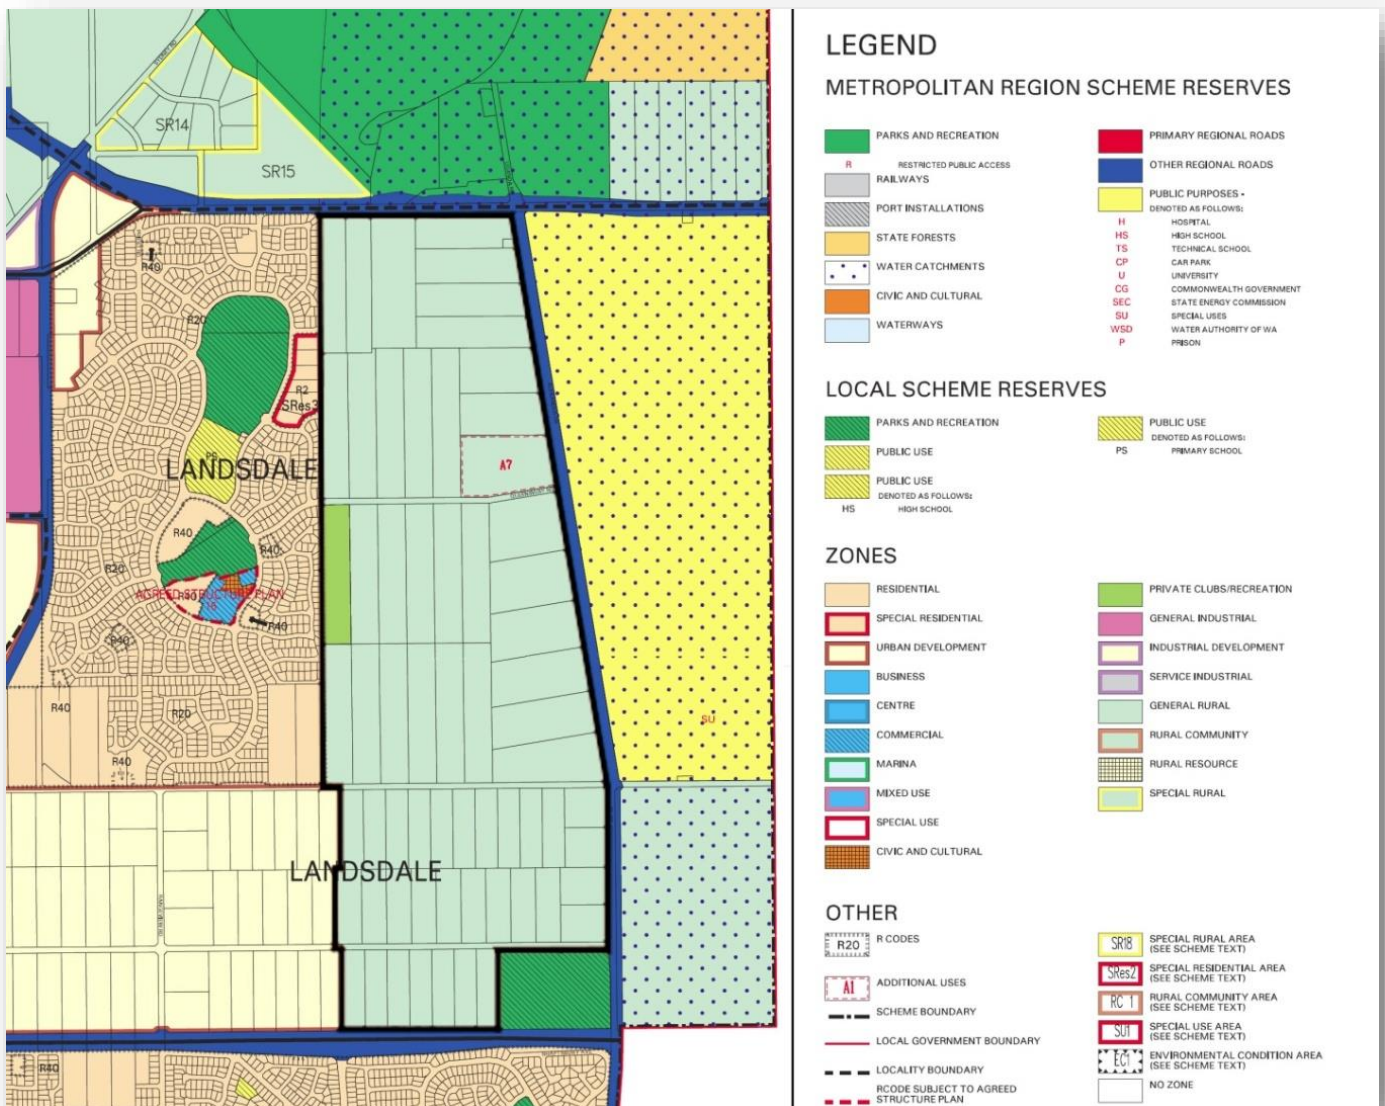 SR14
SR15
R40
R20
R2
SRes3
PS
LANDSDALE
A7
R40
R40
R20
R40
AGREED STRUCTURE PLAN
16
R40
R40
SU
R40
R20
R40
LANDSDALE
R40
LEGEND
METROPOLITAN REGION SCHEME RESERVES
PARKS AND RECREATION
R RESTRICTED PUBLIC ACCESS
RAILWAYS
PORT INSTALLATIONS
STATE FORESTS
WATER CATCHMENTS
CIVIC AND CULTURAL
WATERWAYS
PRIMARY REGIONAL ROADS
OTHER REGIONAL ROADS
PUBLIC PURPOSES -
DENOTED AS FOLLOWS:
H HOSPITAL
HS HIGH SCHOOL
TS TECHNICAL SCHOOL
CP CAR PARK
U UNIVERSITY
CG COMMONWEALTH GOVERNMENT
SEC STATE ENERGY COMMISSION
SU SPECIAL USES
WSD WATER AUTHORITY OF WA
P PRISON
LOCAL SCHEME RESERVES
PARKS AND RECREATION
PUBLIC USE
PUBLIC USE
DENOTED AS FOLLOWS:
HS HIGH SCHOOL
PUBLIC USE
DENOTED AS FOLLOWS:
PS PRIMARY SCHOOL
ZONES
RESIDENTIAL
SPECIAL RESIDENTIAL
URBAN DEVELOPMENT
BUSINESS
CENTRE
COMMERCIAL
MARINA
MIXED USE
SPECIAL USE
CIVIC AND CULTURAL
PRIVATE CLUBS/RECREATION
GENERAL INDUSTRIAL
INDUSTRIAL DEVELOPMENT
SERVICE INDUSTRIAL
GENERAL RURAL
RURAL COMMUNITY
RURAL RESOURCE
SPECIAL RURAL
OTHER
R20 R CODES
A1 ADDITIONAL USES
SCHEME BOUNDARY
LOCAL GOVERNMENT BOUNDARY
LOCALITY BOUNDARY
RCODE SUBJECT TO AGREED
STRUCTURE PLAN
SR18 SPECIAL RURAL AREA
(SEE SCHEME TEXT)
SRes2 SPECIAL RESIDENTIAL AREA
(SEE SCHEME TEXT)
RC 1 RURAL COMMUNITY AREA
(SEE SCHEME TEXT)
SU1 SPECIAL USE AREA
(SEE SCHEME TEXT)
EC1 ENVIRONMENTAL CONDITION AREA
(SEE SCHEME TEXT)
NO ZONE